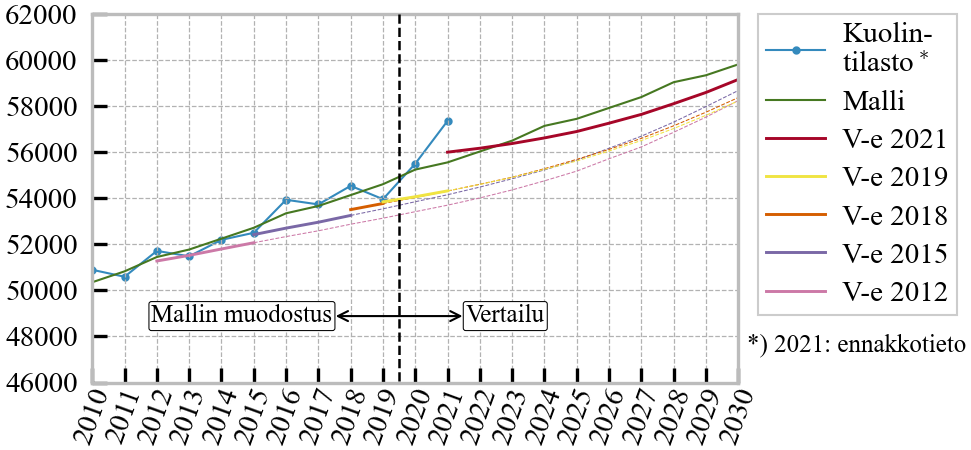 62000
60000
58000
56000
54000
52000
50000
48000
46000
Mallin muodostus
Vertailu
2010
2011
2012
2013
2014
2015
2016
2017
2018
2019
2020
2021
2022
2023
2024
2025
2026
2027
2028
2029
2030
Kuolin-
tilasto *
Malli
V-e 2021
V-e 2019
V-e 2018
V-e 2015
V-e 2012
*) 2021: ennakkotieto